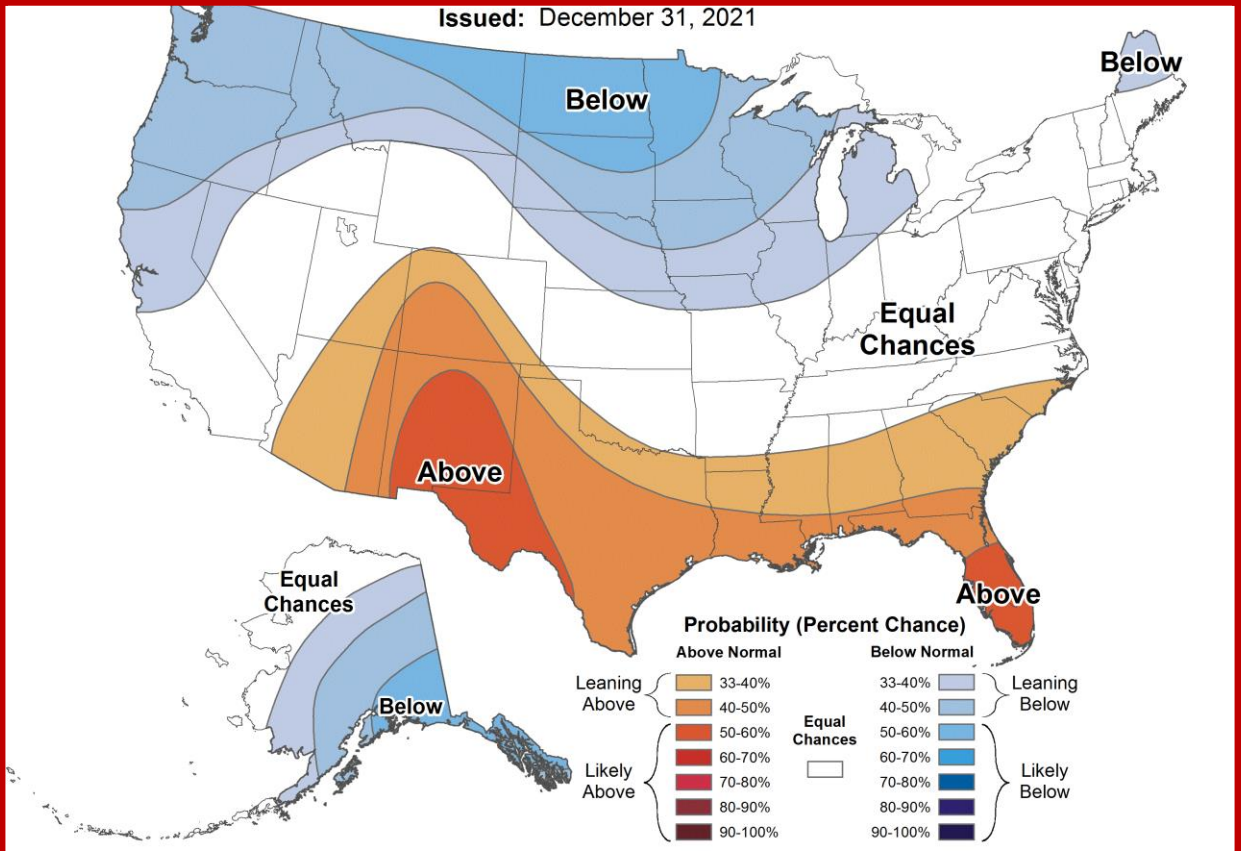 Issued: December 31, 2021
Below
Below
Equal
Chances
Above
Above
Equal
Chances
Below
Probability (Percent Chance)
Above Normal
Below Normal
Leaning
Above
33-40%
40-50%
Likely
Above
50-60%
60-70%
70-80%
80-90%
90-100%
Equal
Chances
33-40%
40-50%
Leaning
Below
50-60%
60-70%
70-80%
80-90%
90-100%
Likely
Below